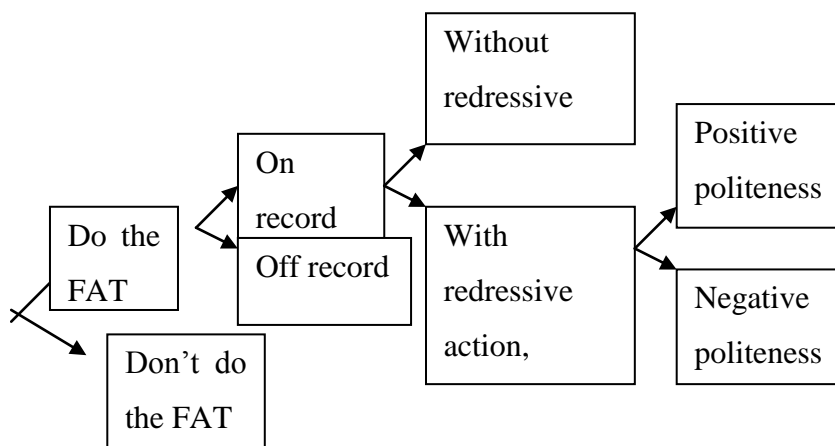 Without
redressive
Positive
politeness
On
record
Do the
FAT
Off record
With
redressive
action,
Negative
politeness
Don’t do
the FAT